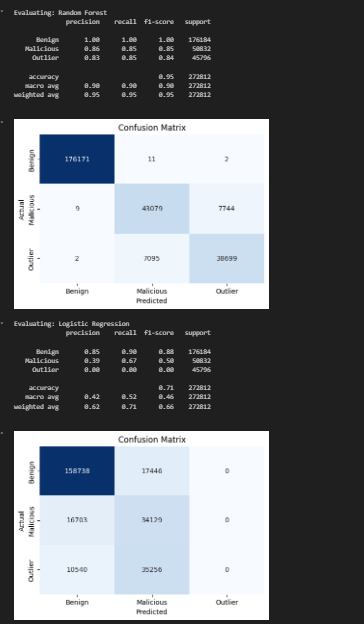 Evaluating: Random Forest
precision recall f1-score support
Benign 1.00 1.00 1.00 176184
Malicious 0.86 0.85 0.85 50832
Outlier 0.83 0.85 0.84 45796
accuracy 0.95 272812
macro avg 0.90 0.90 0.90 272812
weighted avg 0.95 0.95 0.95 272812
Confusion Matrix
Benign 176171 11 2
Actual
Malicious 9 43079 7744
Outlier 2 7095 38699
Benign Malicious Outlier
Predicted
Evaluating: Logistic Regression
precision recall f1-score support
Benign 0.85 0.90 0.88 176184
Malicious 0.39 0.67 0.50 50832
Outlier 0.00 0.00 0.00 45796
accuracy 0.71 272812
macro avg 0.42 0.52 0.46 272812
weighted avg 0.62 0.71 0.66 272812
Confusion Matrix
Benign 158738 17446 0
Actual
Malicious 16703 34129 0
Outlier 10540 35256 0
Benign Malicious Outlier
Predicted